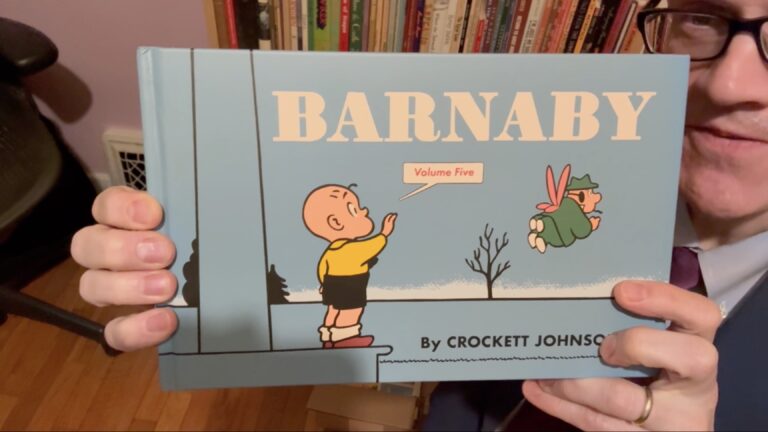 BARNABY
Volume Five
By CROCKETT JOHNSO